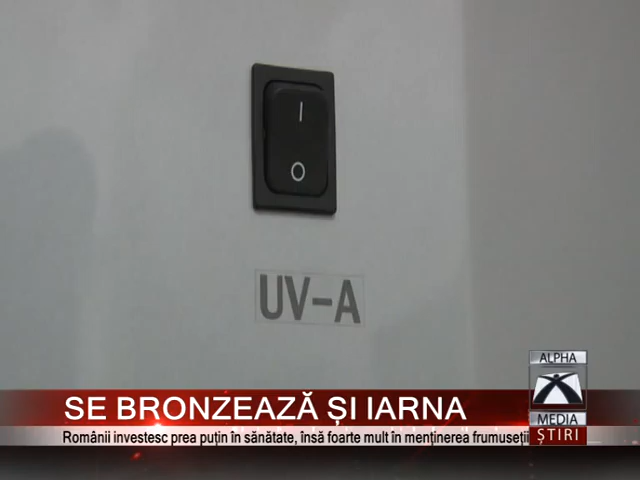 I
O
UV-A
SE BRONZEAZĂ ȘI IARNA
Românii investesc prea puțin în sănătate, însă foarte mult în menținerea frumuseții
ALPHA
MEDIA
ȘTIRI